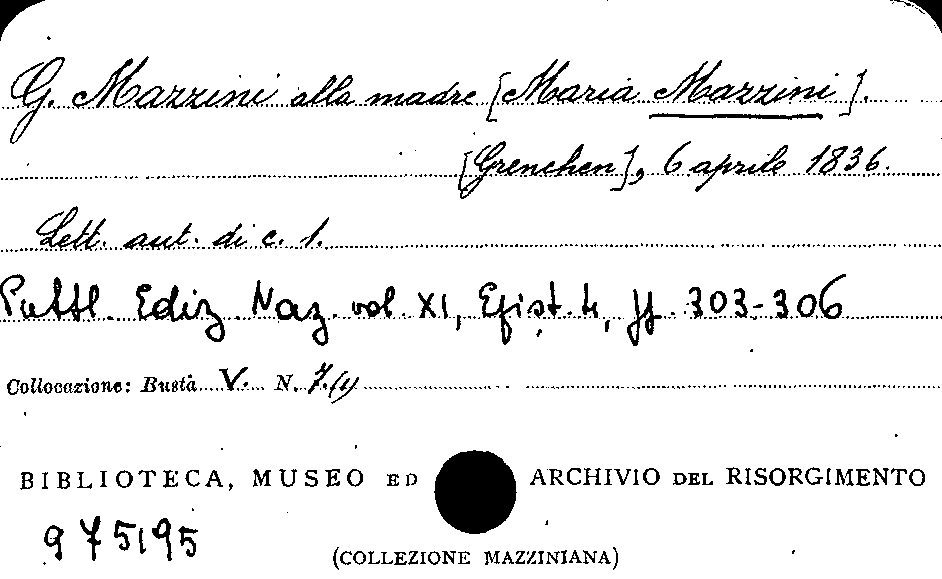 G. Mazzini alla madre [Maria Mazzini].
[Grenchen], 6 aprile 1836.
Lett. aut. di c. 1.
Pubbl. Ediz. Naz. vol. XI, Epist. 4, pp. 303-306
Collocazione: Busta V. N. 7.(1)
BIBLIOTECA, MUSEO ED ARCHIVIO DEL RISORGIMENTO
975195
(COLLEZIONE MAZZINIANA)